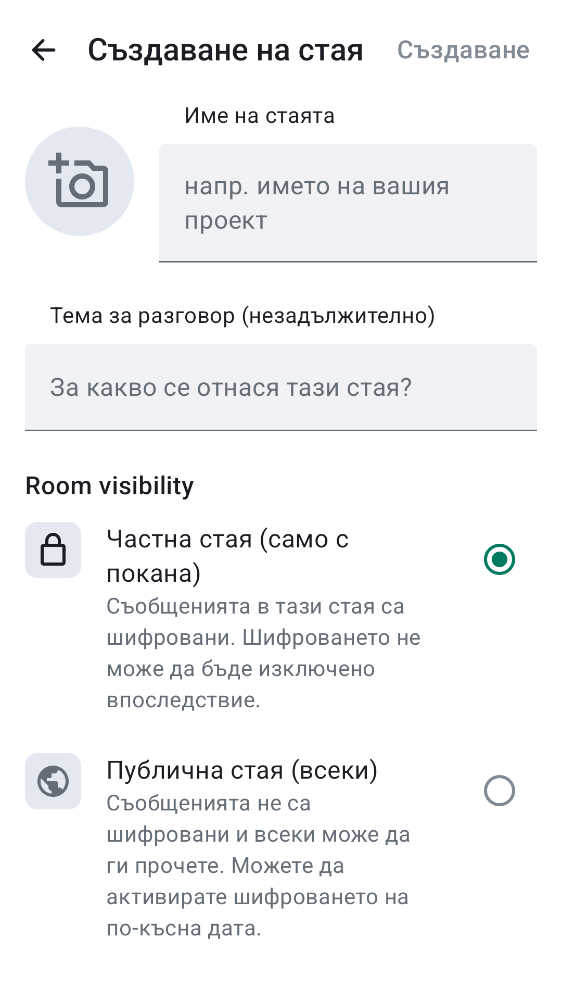 Създаване на стая
Създаване
Име на стаята
напр. името на вашия
проект
Тема за разговор (незадължително)
За какво се отнася тази стая?
Room visibility
Частна стая (само с
покана)
Съобщенията в тази стая са
шифровани. Шифроването не
може да бъде изключено
впоследствие.
Публична стая (всеки)
Съобщенията не са
шифровани и всеки може да
ги прочете. Можете да
активирате шифроването на
по-късна дата.